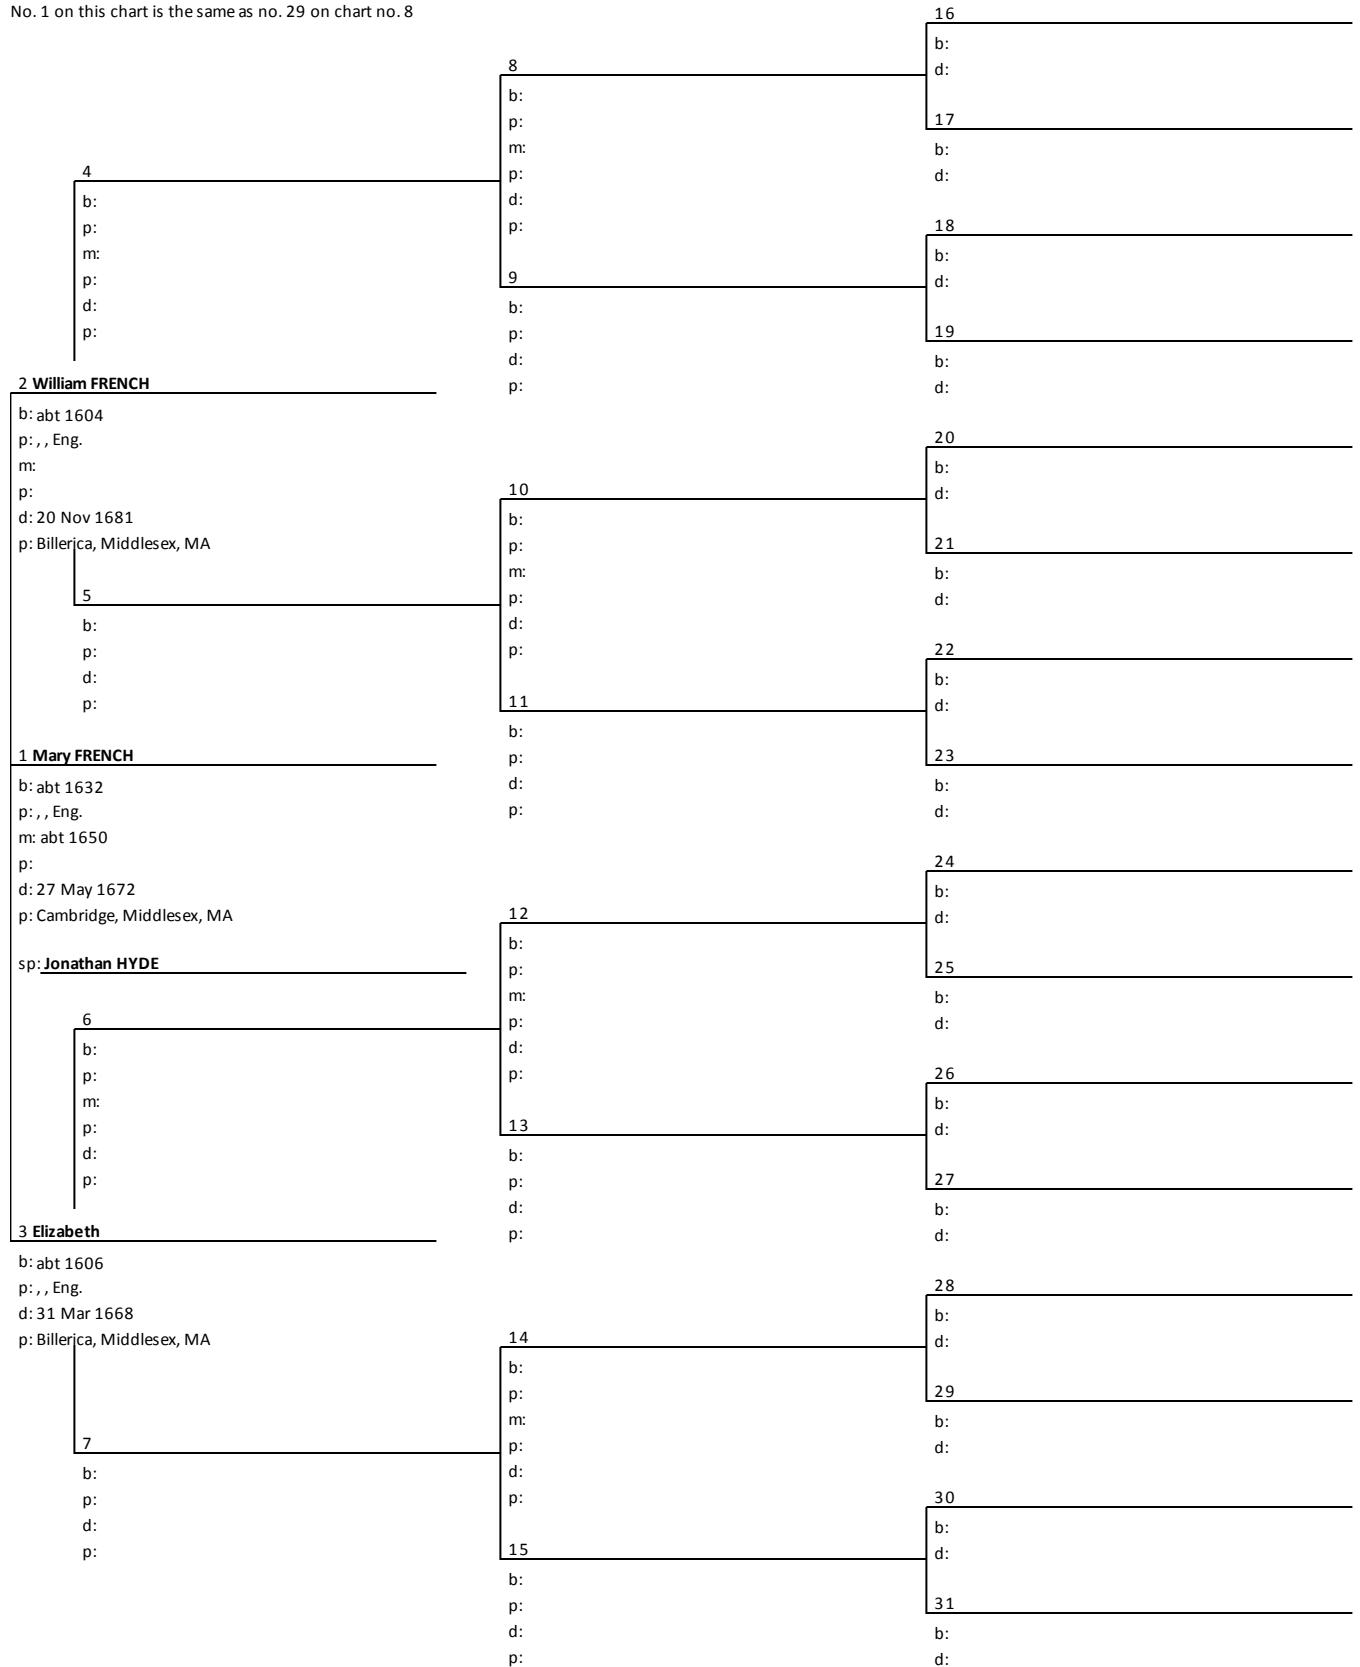 No. 1 on this chart is the same as no. 29 on chart no. 8
4
b:
p:
m:
p:
d:
p:
2 William FRENCH
b: abt 1604
p: , , Eng.
m:
p:
d: 20 Nov 1681
p: Billerica, Middlesex, MA
5
b:
p:
d:
p:
1 Mary FRENCH
b: abt 1632
p: , , Eng.
m: abt 1650
p:
d: 27 May 1672
p: Cambridge, Middlesex, MA
sp: Jonathan HYDE
6
b:
p:
m:
p:
d:
p:
3 Elizabeth
b: abt 1606
p: , , Eng.
d: 31 Mar 1668
p: Billerica, Middlesex, MA
7
b:
p:
d:
p:
8
b:
p:
m:
p:
d:
p:
9
b:
p:
d:
p:
10
b:
p:
m:
p:
d:
p:
11
b:
p:
d:
p:
12
b:
p:
m:
p:
d:
p:
13
b:
p:
d:
p:
14
b:
p:
m:
p:
d:
p:
15
b:
p:
d:
p:
16
b:
d:
17
b:
d:
18
b:
d:
19
b:
d:
20
b:
d:
21
b:
d:
22
b:
d:
23
b:
d:
24
b:
d:
25
b:
d:
26
b:
d:
27
b:
d:
28
b:
d:
29
b:
d:
30
b:
d:
31
b:
d: